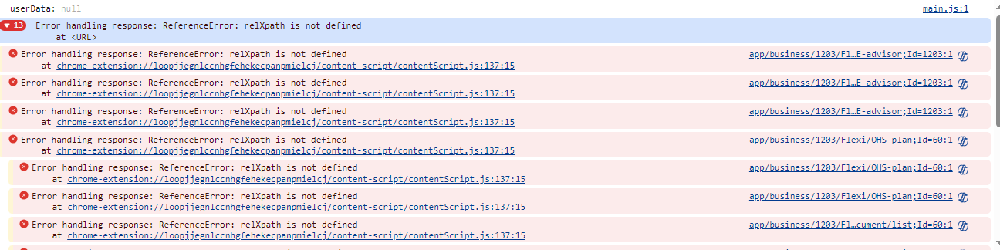 userData: null main.js:1
13 Error handling response: ReferenceError: relXpath is not defined
at <URL>
Error handling response: ReferenceError: relXpath is not defined app/business/1203/Fl…E-advisor;Id=1203:1
at chrome-extension://loopjjegnlccnhgfehekecpanpmielcj/content-script/contentScript.js:137:15
Error handling response: ReferenceError: relXpath is not defined app/business/1203/Fl…E-advisor;Id=1203:1
at chrome-extension://loopjjegnlccnhgfehekecpanpmielcj/content-script/contentScript.js:137:15
Error handling response: ReferenceError: relXpath is not defined app/business/1203/Fl…E-advisor;Id=1203:1
at chrome-extension://loopjjegnlccnhgfehekecpanpmielcj/content-script/contentScript.js:137:15
Error handling response: ReferenceError: relXpath is not defined app/business/1203/Flexi/OHS-plan;Id=60:1
at chrome-extension://loopjjegnlccnhgfehekecpanpmielcj/content-script/contentScript.js:137:15
Error handling response: ReferenceError: relXpath is not defined app/business/1203/Flexi/OHS-plan;Id=60:1
at chrome-extension://loopjjegnlccnhgfehekecpanpmielcj/content-script/contentScript.js:137:15
Error handling response: ReferenceError: relXpath is not defined app/business/1203/Flexi/OHS-plan;Id=60:1
at chrome-extension://loopjjegnlccnhgfehekecpanpmielcj/content-script/contentScript.js:137:15
Error handling response: ReferenceError: relXpath is not defined app/business/1203/Fl…cument/list;Id=60:1
at chrome-extension://loopjjegnlccnhgfehekecpanpmielcj/content-script/contentScript.js:137:15